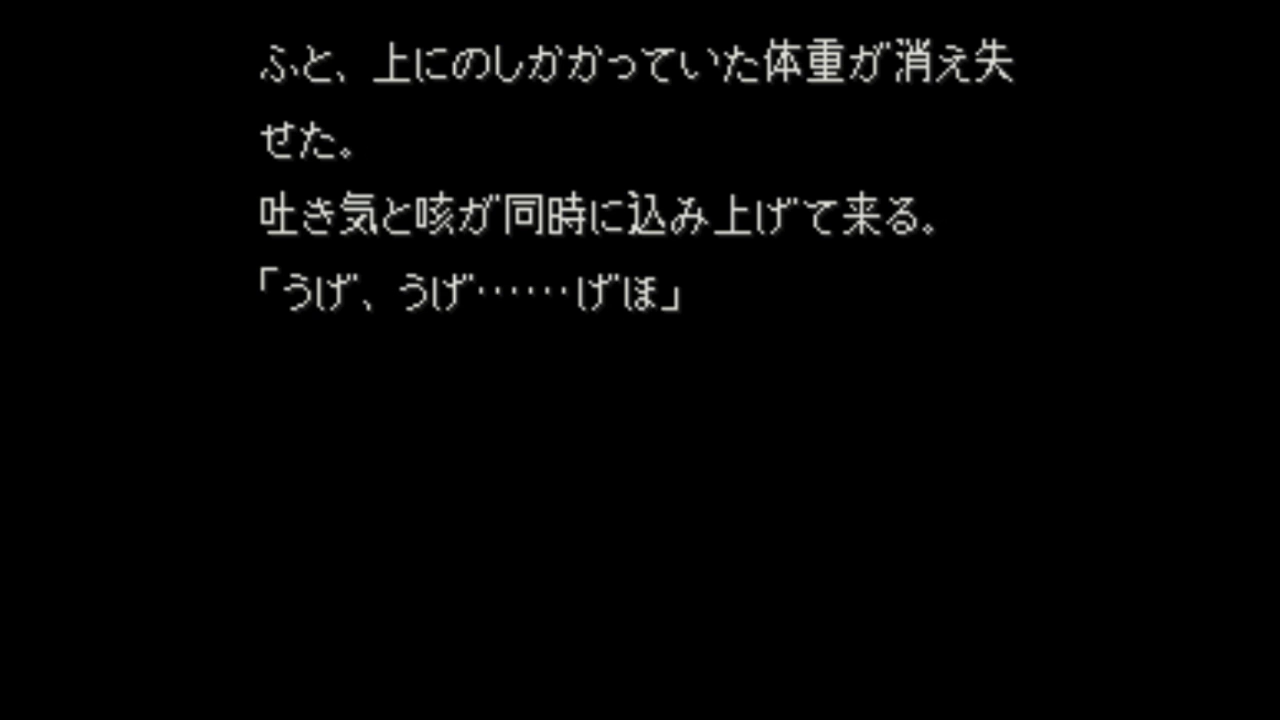 ふと、上にのしかかっていた体重が消え失
せた。
吐き気と咳が同時に込み上げて来る。
「うげ、うげ……げほ」